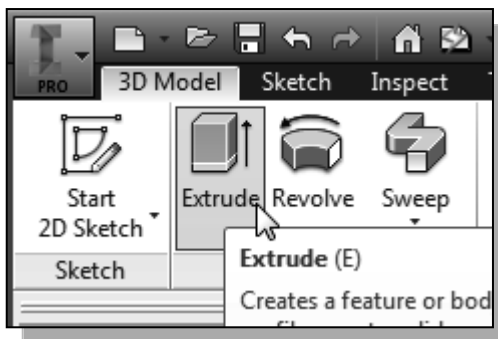 PRO 3D Model Sketch Inspect
Start Extrude Revolve Sweep
2D Sketch
Sketch
Extrude (E)
Creates a feature or bod